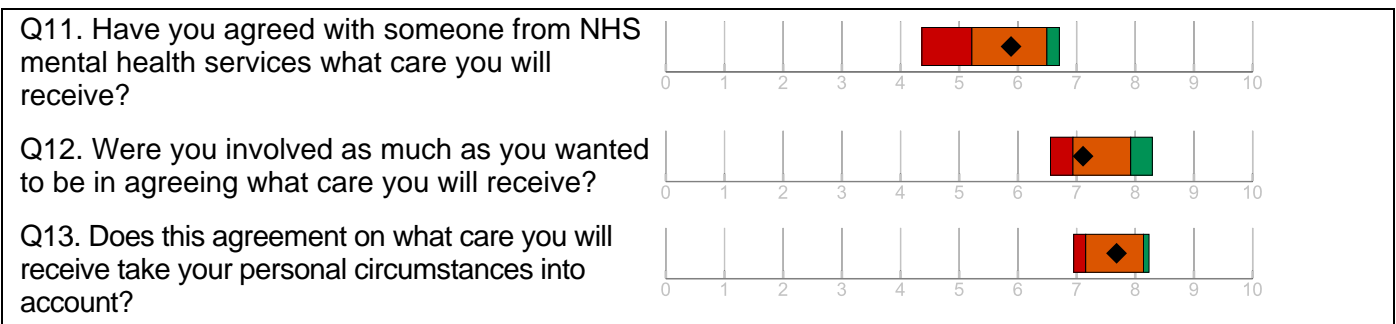 Q11. Have you agreed with someone from NHS
mental health services what care you will
receive?
0 1 2 3 4 5 6 7 8 9 10
Q12. Were you involved as much as you wanted
to be in agreeing what care you will receive?
0 1 2 3 4 5 6 7 8 9 10
Q13. Does this agreement on what care you will
receive take your personal circumstances into
account?
0 1 2 3 4 5 6 7 8 9 10